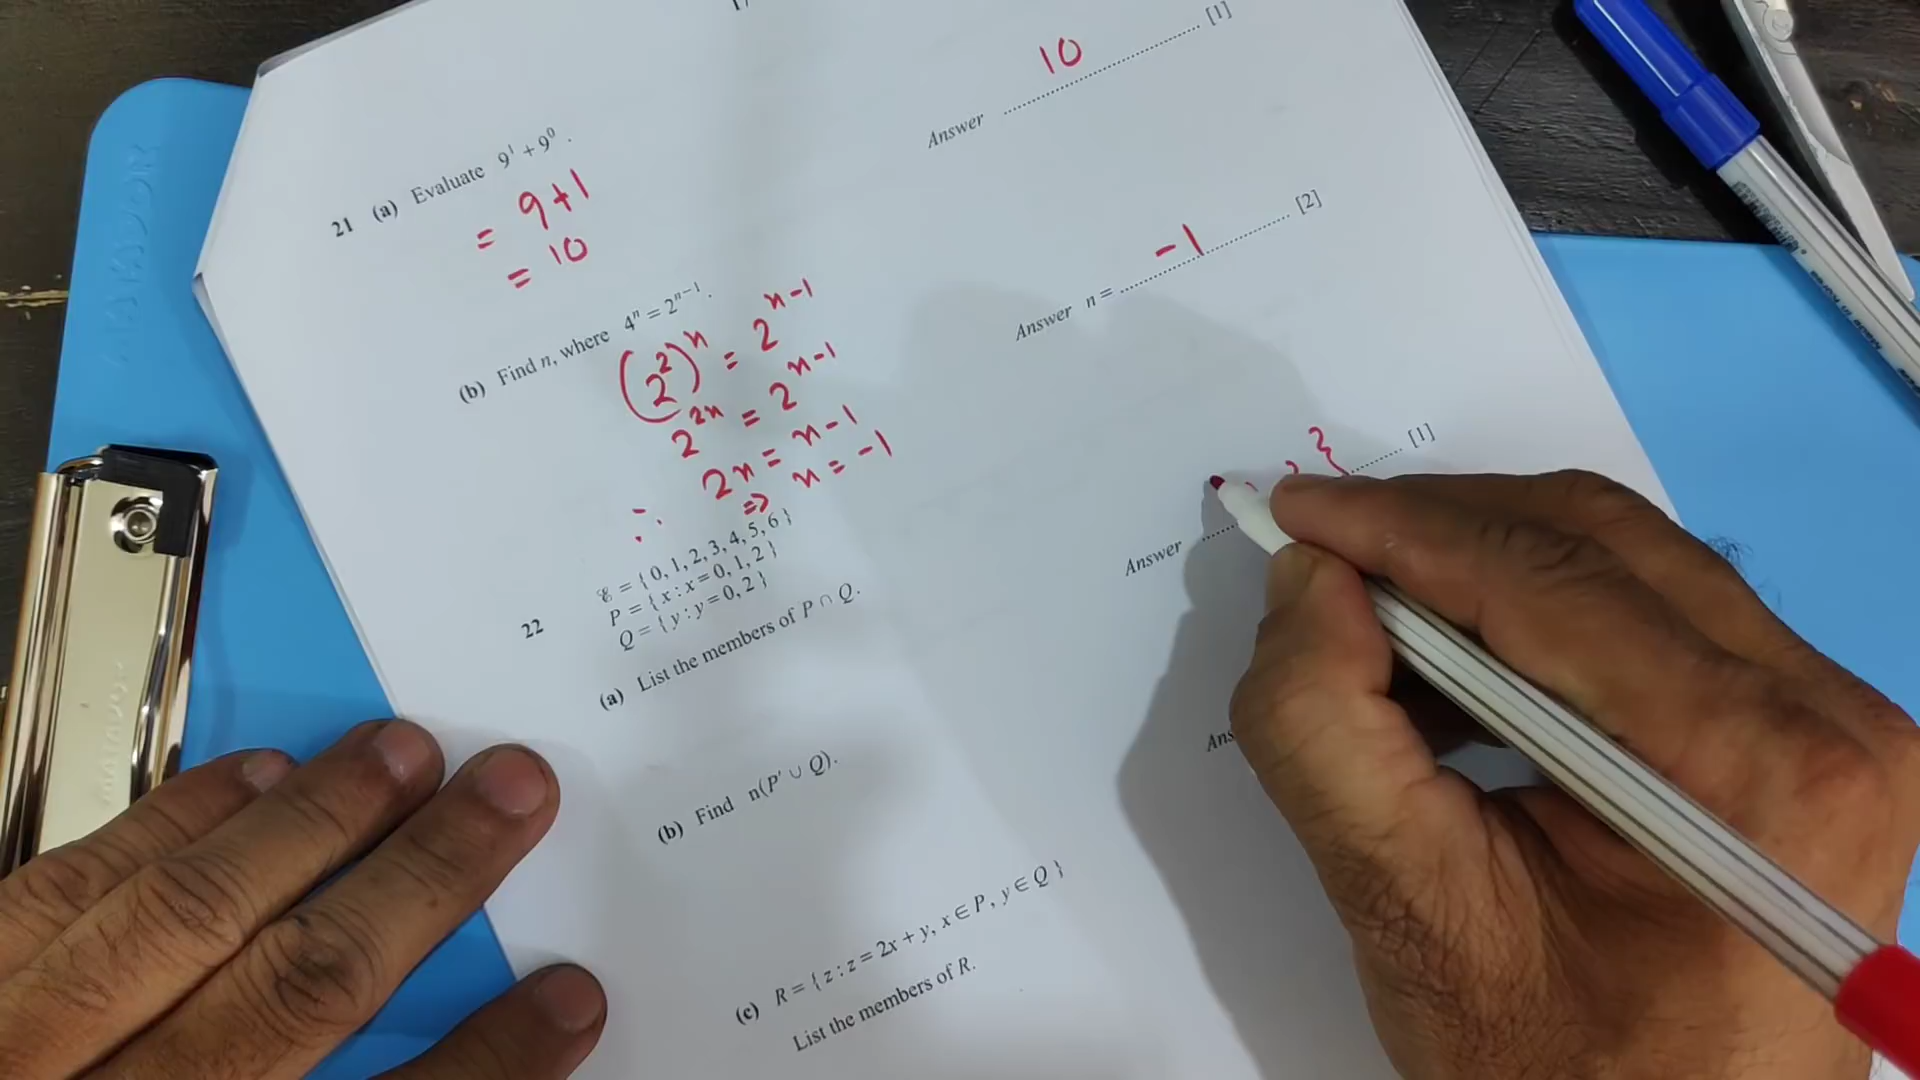 21 (a) Evaluate 9¹ + 9⁰ .
= 9+1
= 10
10
Answer .................... [1]
(b) Find n, where 4ⁿ = 2ⁿ⁻¹ .
(2²)ⁿ = 2ⁿ⁻¹
2²ⁿ = 2ⁿ⁻¹
∴ 2n = n-1
=> n = -1
-1
Answer n = .................... [2]
22
ℰ = { 0, 1, 2, 3, 4, 5, 6 }
P = { x : x = 0, 1, 2 }
Q = { y : y = 0, 2 }
(a) List the members of P ∩ Q.
}
Answer .................... [1]
(b) Find n(P′ ∪ Q).
(c) R = { z : z = 2x + y, x ∈ P, y ∈ Q }
List the members of R.